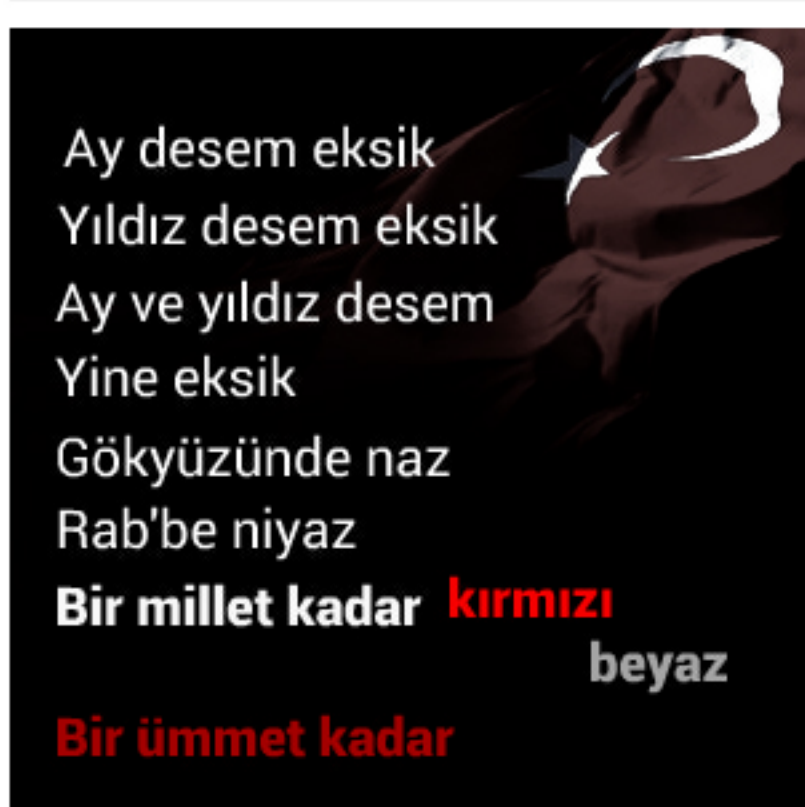 Ay desem eksik
Yıldız desem eksik
Ay ve yıldız desem
Yine eksik
Gökyüzünde naz
Rab'be niyaz
Bir millet kadar kırmızı
beyaz
Bir ümmet kadar